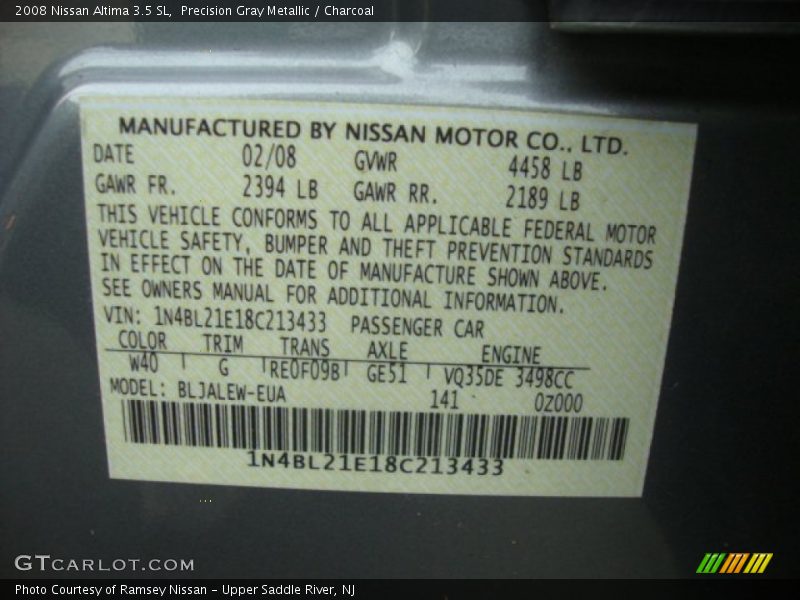 2008 Nissan Altima 3.5 SL, Precision Gray Metallic / Charcoal
MANUFACTURED BY NISSAN MOTOR CO., LTD.
DATE 02/08 GVWR 4458 LB
GAWR FR. 2394 LB GAWR RR. 2189 LB
THIS VEHICLE CONFORMS TO ALL APPLICABLE FEDERAL MOTOR
VEHICLE SAFETY, BUMPER AND THEFT PREVENTION STANDARDS
IN EFFECT ON THE DATE OF MANUFACTURE SHOWN ABOVE.
SEE OWNERS MANUAL FOR ADDITIONAL INFORMATION.
VIN: 1N4BL21E18C213433 PASSENGER CAR
COLOR TRIM TRANS AXLE ENGINE
W40 G RE0F09B GE51 VQ35DE 3498CC
MODEL: BLJALEW-EUA 141 0Z000
1N4BL21E18C213433
GTCARLOT.COM
Photo Courtesy of Ramsey Nissan - Upper Saddle River, NJ